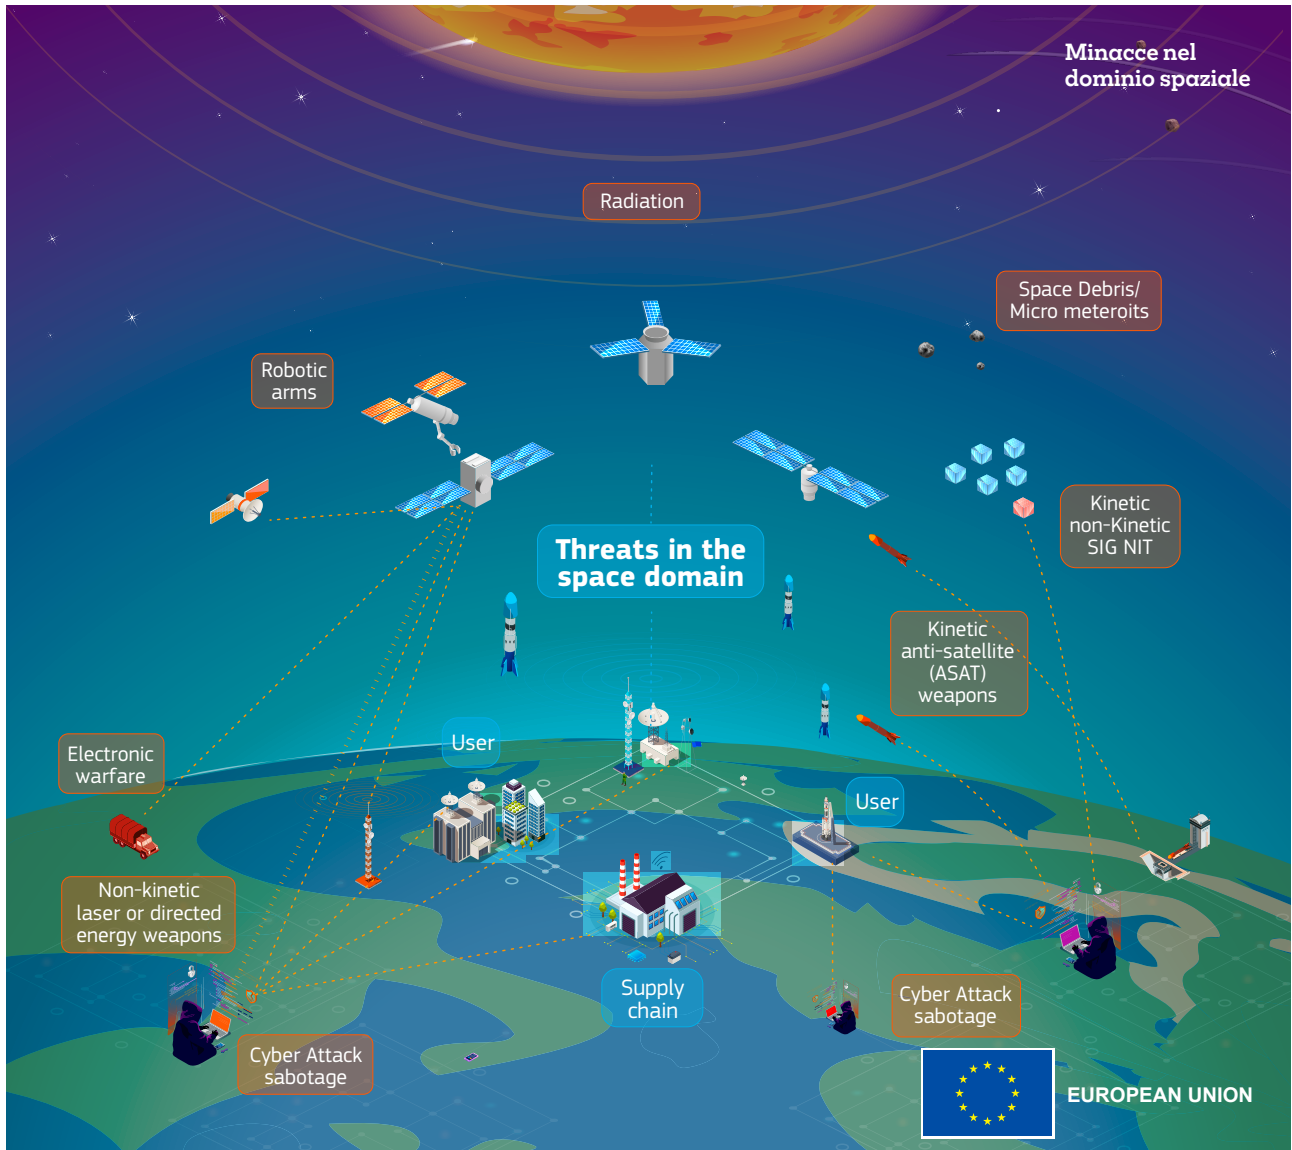 Minacce nel
dominio spaziale
Radiation
Space Debris/
Micro meteroits
Robotic
arms
Kinetic
non-Kinetic
SIG NIT
Threats in the
space domain
Kinetic
anti-satellite
(ASAT)
weapons
User
Electronic
warfare
User
Non-kinetic
laser or directed
energy weapons
Supply
chain
Cyber Attack
sabotage
Cyber Attack
sabotage
EUROPEAN UNION